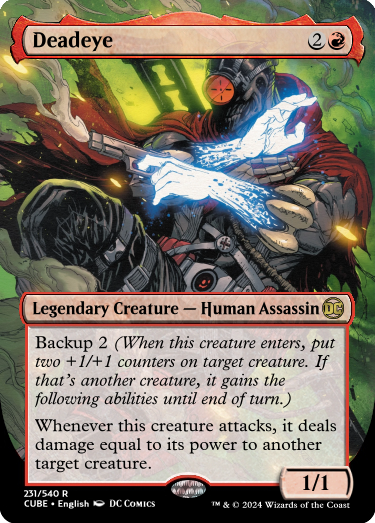 Deadeye 2
Legendary Creature — Human Assassin DC
Backup 2 (When this creature enters, put
two +1/+1 counters on target creature. If
that's another creature, it gains the
following abilities until end of turn.)
Whenever this creature attacks, it deals
damage equal to its power to another
target creature.
1/1
231/540 R
CUBE • English DC COMICS
™ & © 2024 Wizards of the Coast